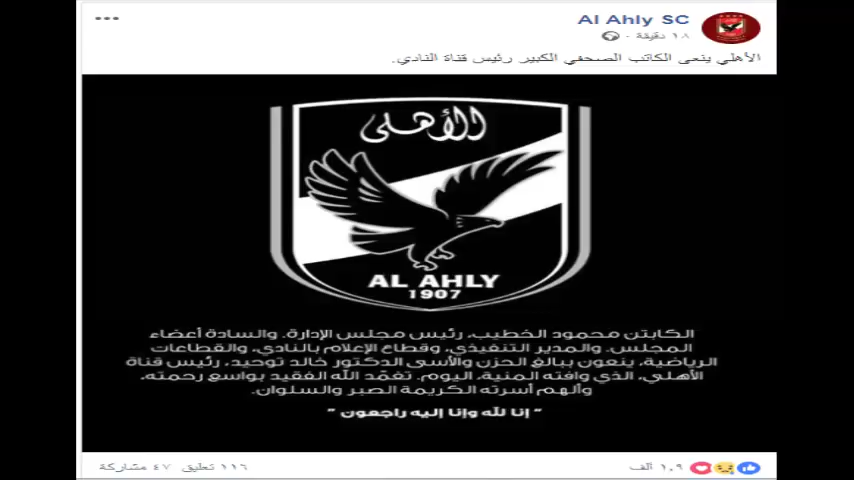 Al Ahly SC
١٨ دقيقة ·
الأهلي ينعى الكاتب الصحفي الكبير رئيس قناة النادي.
الأهلي
AL AHLY
1907
الكابتن محمود الخطيب، رئيس مجلس الإدارة. والسادة أعضاء
المجلس. والمدير التنفيذي، وقطاع الإعلام بالنادي، والقطاعات
الرياضية، ينعون ببالغ الحزن والأسى الدكتور خالد توحيد، رئيس قناة
الأهلي، الذي وافته المنية، اليوم. تغمّد الله الفقيد بواسع رحمته،
وألهم أسرته الكريمة الصبر والسلوان.
" إنا لله وإنا إليه راجعون "
١٫٩ ألف
١١٦ تعليق ٤٧ مشاركة